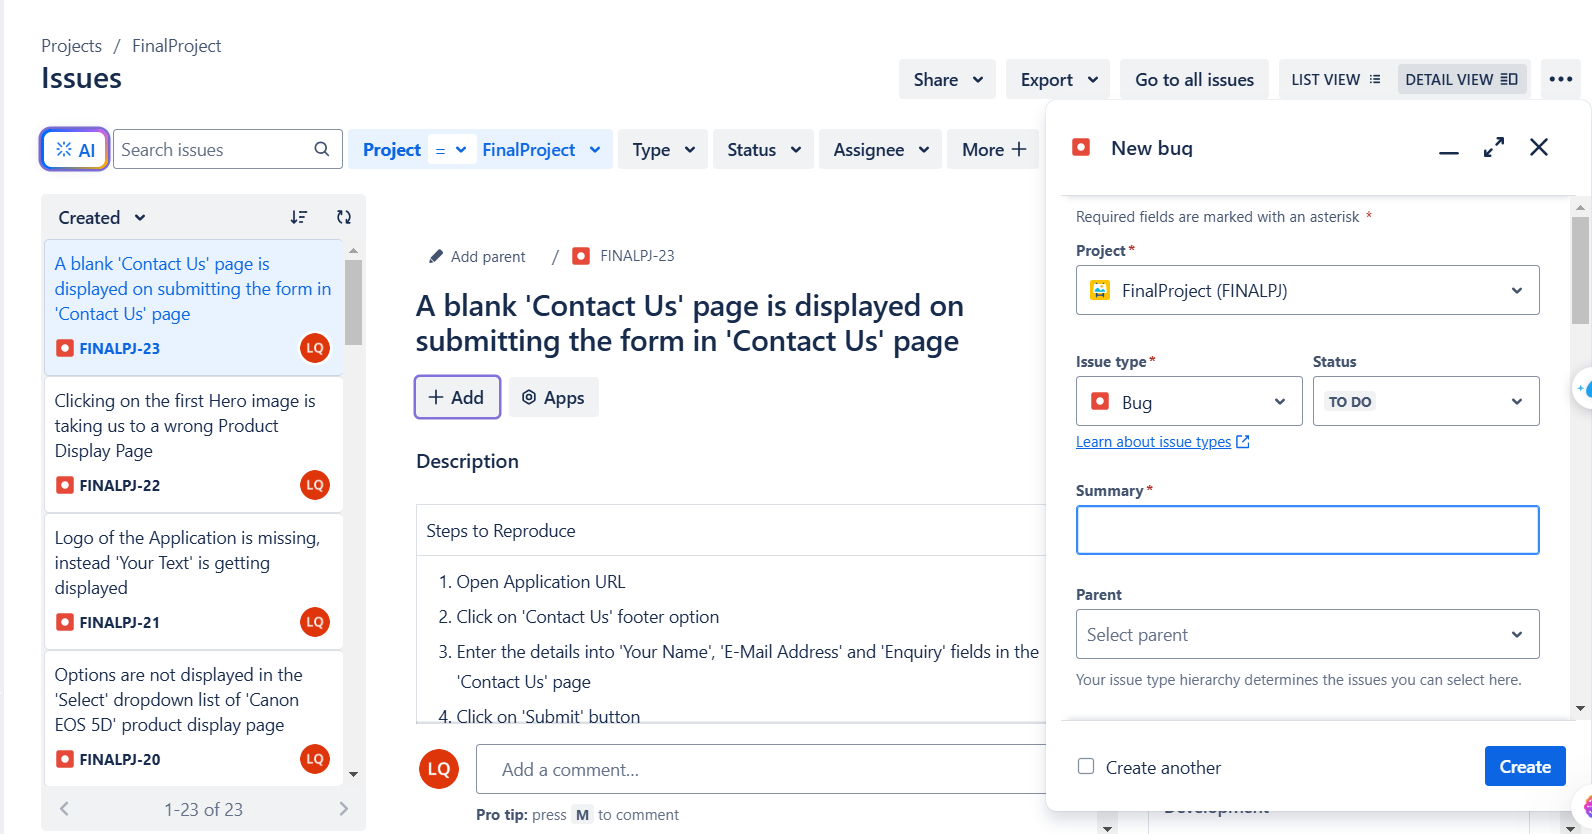 Projects / FinalProject
Issues
Share
Export
Go to all issues
LIST VIEW
DETAIL VIEW
AI
Search issues
Project = FinalProject
Type
Status
Assignee
More
Created
A blank 'Contact Us' page is
displayed on submitting the form in
'Contact Us' page
FINALPJ-23
LQ
Clicking on the first Hero image is
taking us to a wrong Product
Display Page
FINALPJ-22
LQ
Logo of the Application is missing,
instead 'Your Text' is getting
displayed
FINALPJ-21
LQ
Options are not displayed in the
'Select' dropdown list of 'Canon
EOS 5D' product display page
FINALPJ-20
LQ
1-23 of 23
Add parent / FINALPJ-23
A blank 'Contact Us' page is displayed on
submitting the form in 'Contact Us' page
Add
Apps
Description
Steps to Reproduce
1. Open Application URL
2. Click on 'Contact Us' footer option
3. Enter the details into 'Your Name', 'E-Mail Address' and 'Enquiry' fields in the
'Contact Us' page
4. Click on 'Submit' button
LQ
Add a comment...
Pro tip: press M to comment
New bug
Required fields are marked with an asterisk *
Project *
FinalProject (FINALPJ)
Issue type *
Status
Bug
TO DO
Learn about issue types
Summary *
Parent
Select parent
Your issue type hierarchy determines the issues you can select here.
Create another
Create
Development